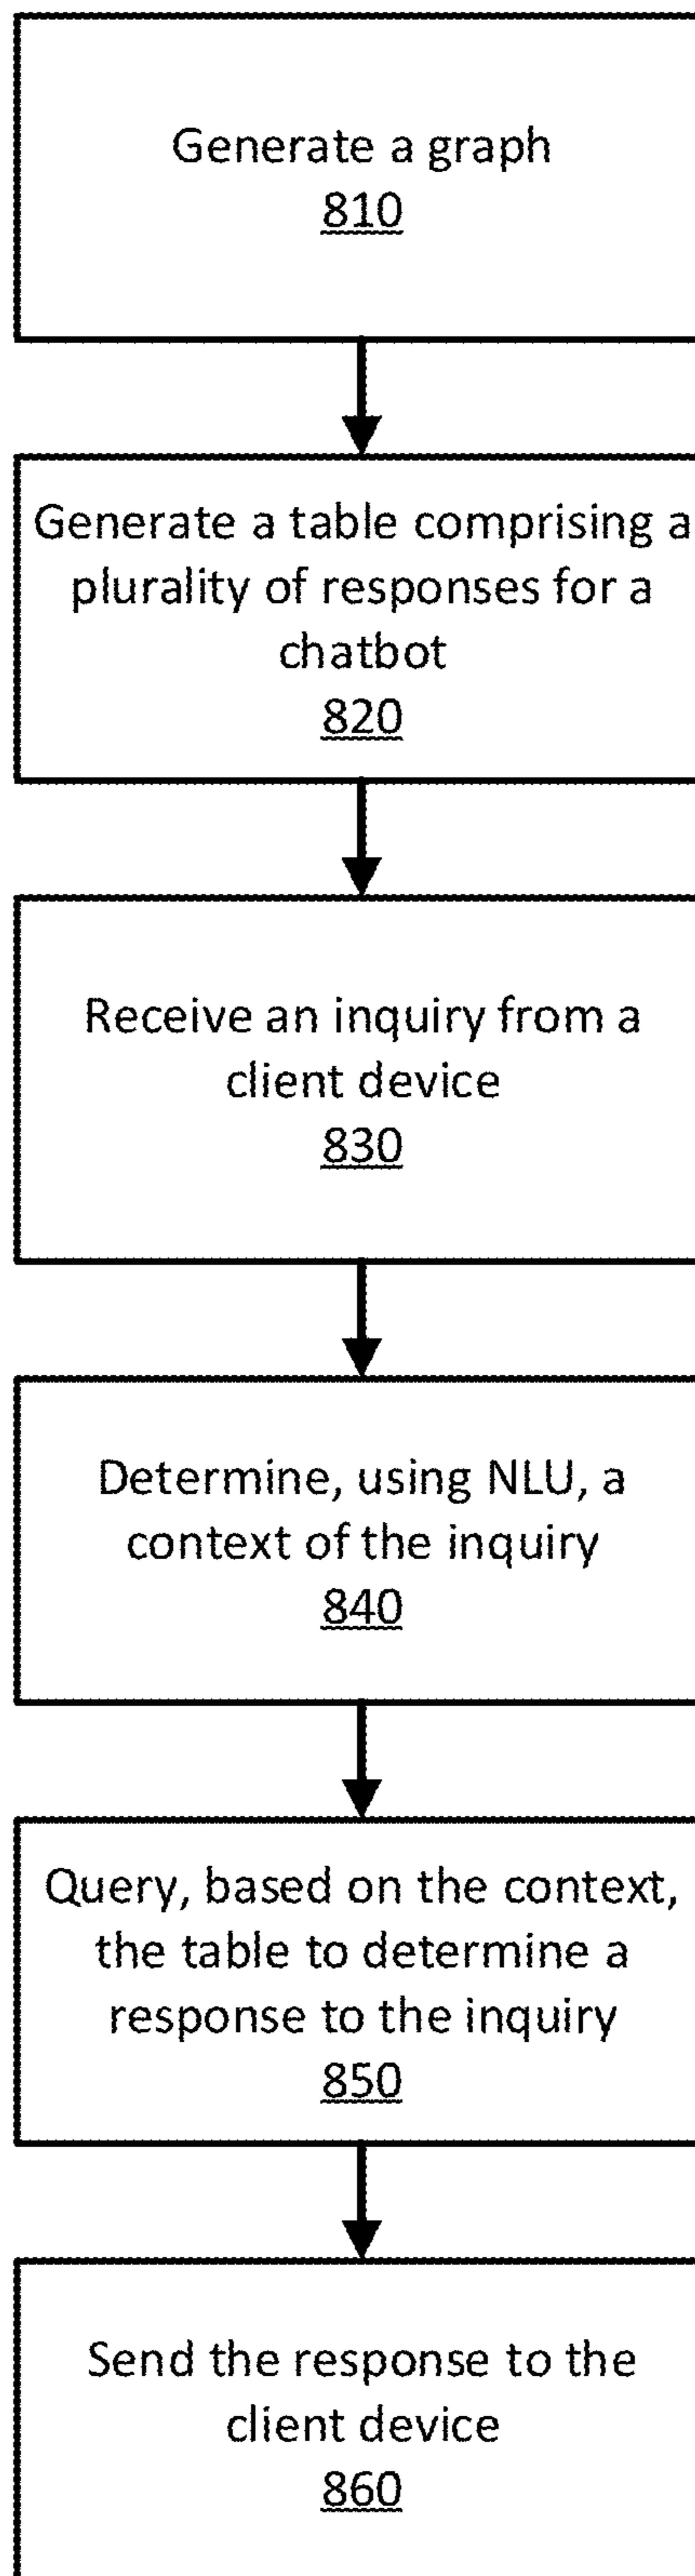 Generate a graph
810
Generate a table comprising a
plurality of responses for a
chatbot
820
Receive an inquiry from a
client device
830
Determine, using NLU, a
context of the inquiry
840
Query, based on the context,
the table to determine a
response to the inquiry
850
Send the response to the
client device
860